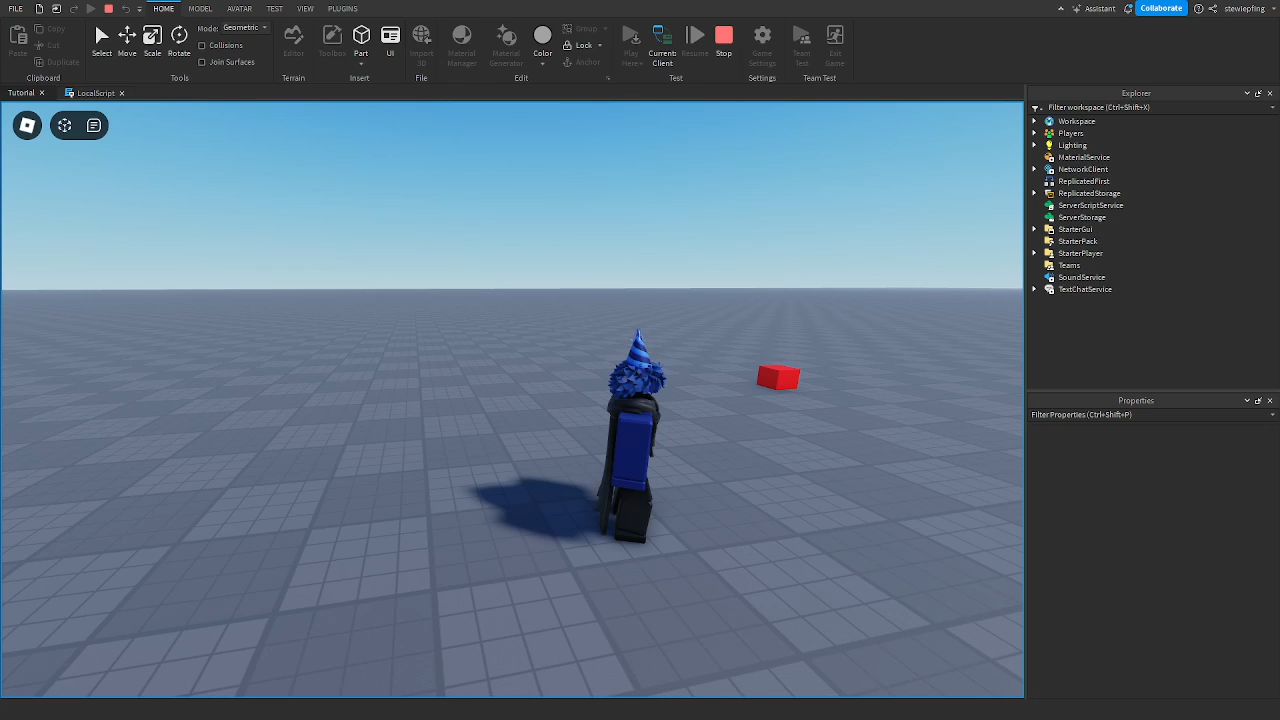 FILE HOME MODEL AVATAR TEST VIEW PLUGINS Assistant Collaborate stewiepfing
Paste Copy Cut Duplicate Clipboard
Select Move Scale Rotate Mode: Geometric Collisions Join Surfaces Tools
Editor Terrain
Toolbox Part UI Insert
Import 3D File
Material Manager Material Generator Color Group Lock Anchor Edit
Play Here Current: Client Resume Stop Test
Game Settings Settings
Team Test Exit Game Team Test
Tutorial LocalScript
Explorer
Filter workspace (Ctrl+Shift+X)
Workspace
Players
Lighting
MaterialService
NetworkClient
ReplicatedFirst
ReplicatedStorage
ServerScriptService
ServerStorage
StarterGui
StarterPack
StarterPlayer
Teams
SoundService
TextChatService
Properties
Filter Properties (Ctrl+Shift+P)